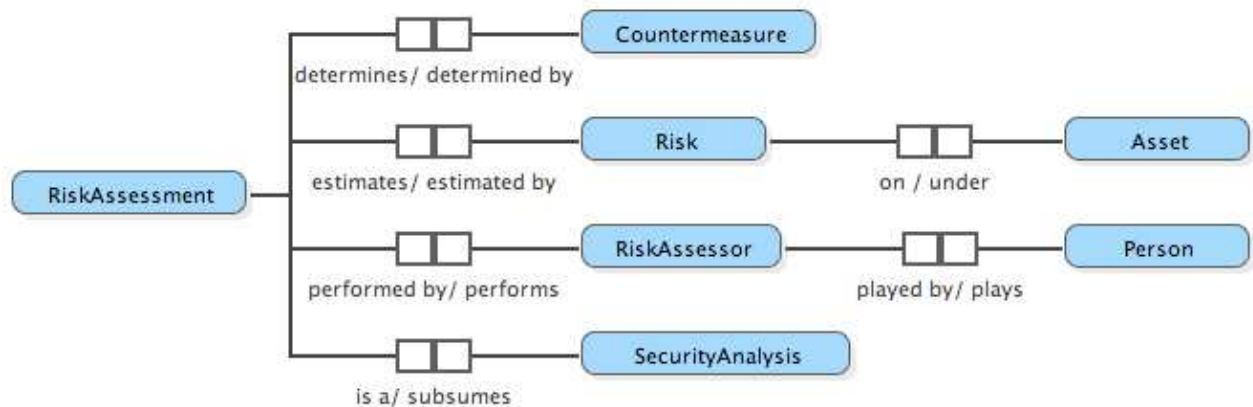 Countermeasure
determines/ determined by
Risk
Asset
estimates/ estimated by
on / under
RiskAssessment
RiskAssessor
Person
performed by/ performs
played by/ plays
SecurityAnalysis
is a/ subsumes